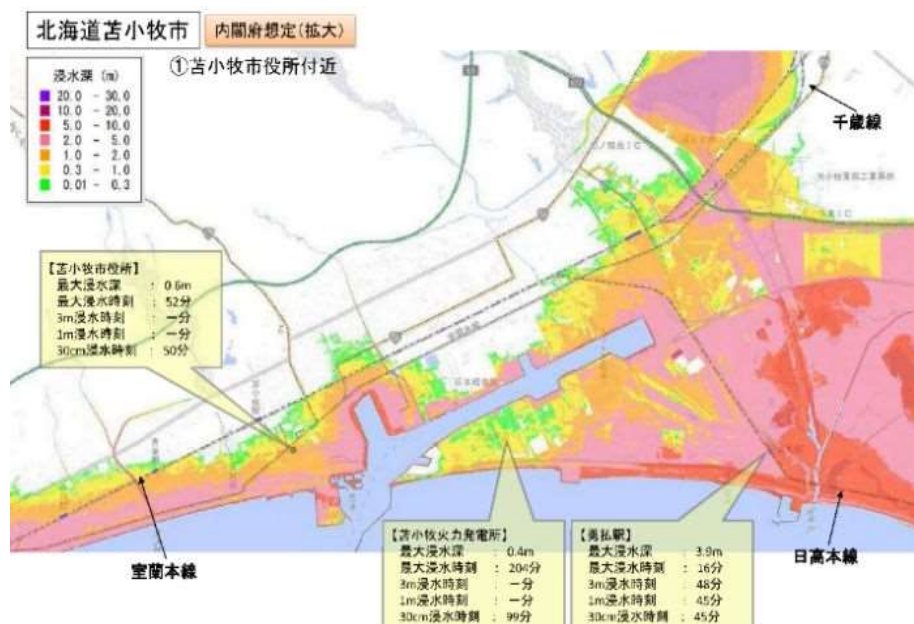 北海道苫小牧市
内閣府想定(拡大)
①苫小牧市役所付近
浸水深 (m)
20.0 - 30.0
10.0 - 20.0
5.0 - 10.0
2.0 - 5.0
1.0 - 2.0
0.3 - 1.0
0.01 - 0.3
千歳線
【苫小牧市役所】
最大浸水深 : 0.6m
最大浸水時刻 : 52分
3m浸水時刻 : ー分
1m浸水時刻 : ー分
30cm浸水時刻 : 50分
【苫小牧火力発電所】
最大浸水深 : 0.4m
最大浸水時刻 : 204分
3m浸水時刻 : ー分
1m浸水時刻 : ー分
30cm浸水時刻 : 99分
【勇払駅】
最大浸水深 : 3.9m
最大浸水時刻 : 16分
3m浸水時刻 : 48分
1m浸水時刻 : 45分
30cm浸水時刻 : 45分
室蘭本線
日高本線